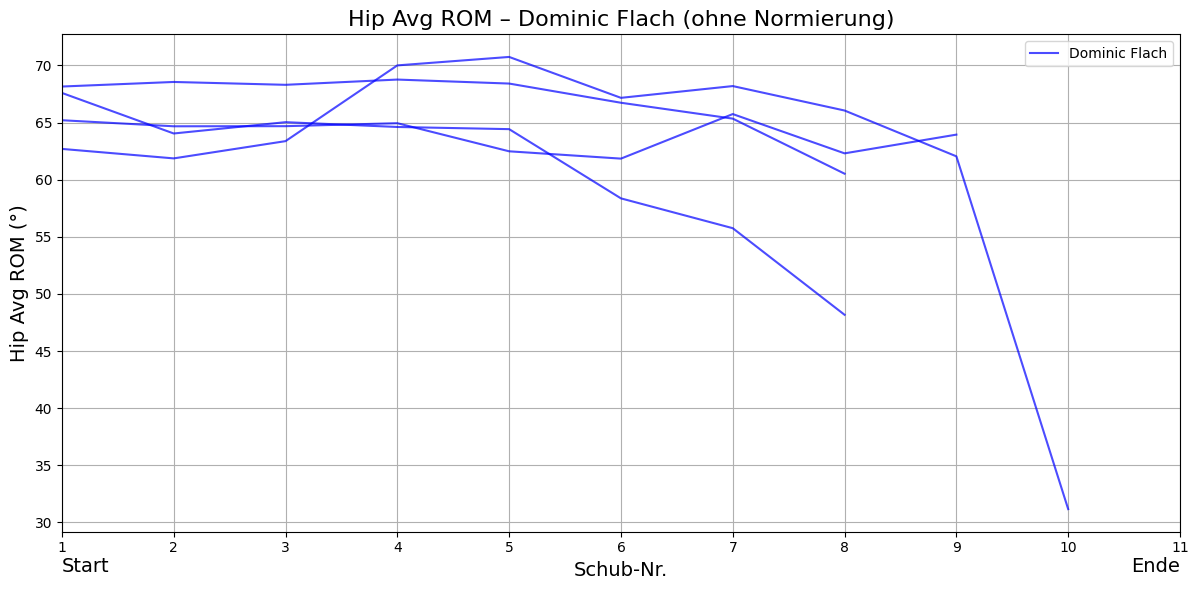 Hip Avg ROM – Dominic Flach (ohne Normierung)
Dominic Flach
Hip Avg ROM (°)
70
65
60
55
50
45
40
35
30
1 2 3 4 5 6 7 8 9 10 11
Start Schub-Nr. Ende